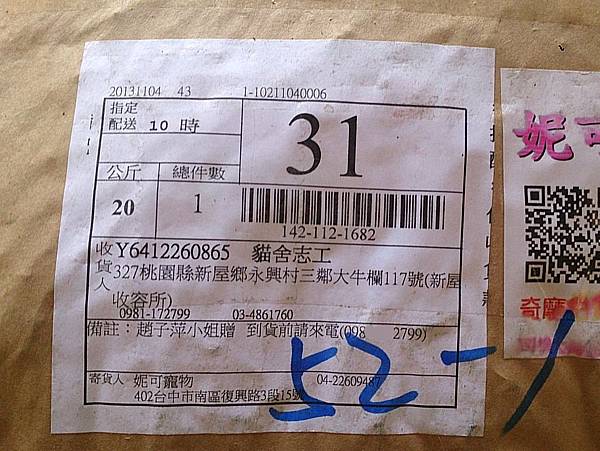 20131104 43 1-10211040006
指定
配送 10 時
31
公斤 總件數
20 1
142-112-1682
收貨人 Y6412260865 貓舍志工
327桃園縣新屋鄉永興村三鄰大牛欄117號(新屋
收容所)
0981-172799 03-4861760
備註：趙子萍小姐贈 到貨前請來電(098 2799)
寄貨人 妮可寵物 04-22609487
402台中市南區復興路3段15號
52-1
妮可
奇摩